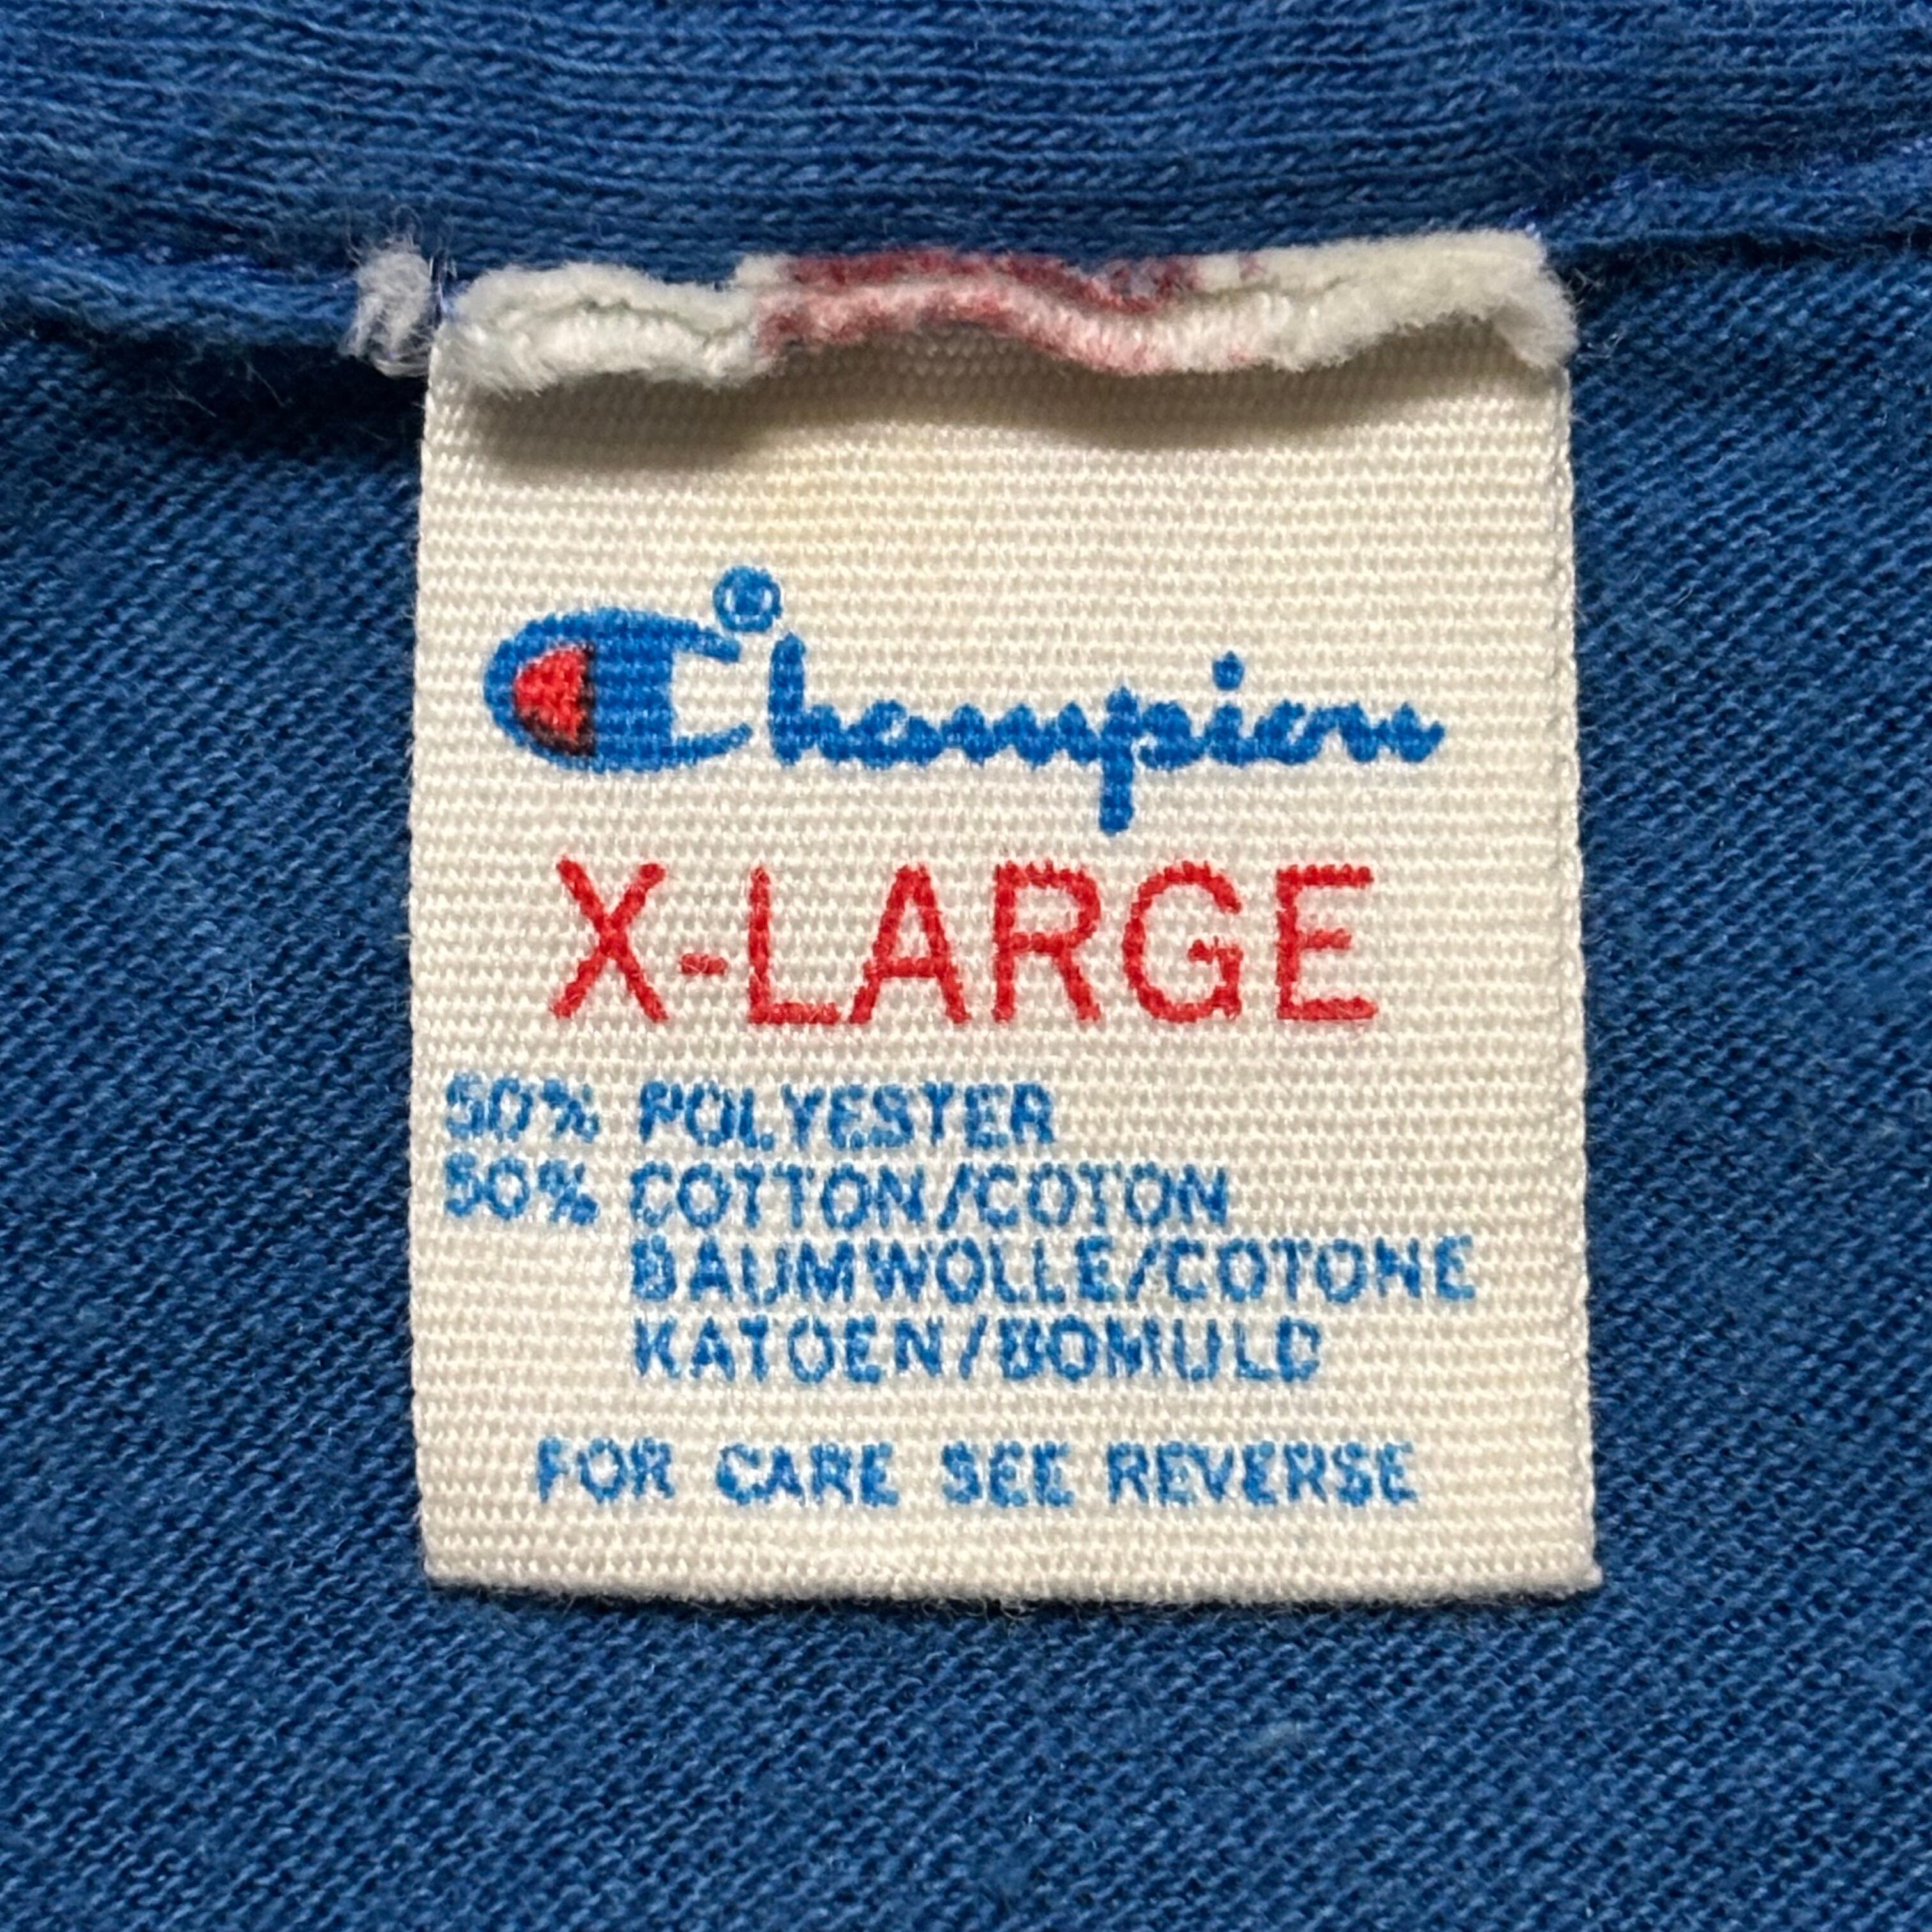 Champion®
X-LARGE
50% POLYESTER
50% COTTON/COTON
BAUMWOLLE/COTONE
KATOEN/BOMULD
FOR CARE SEE REVERSE